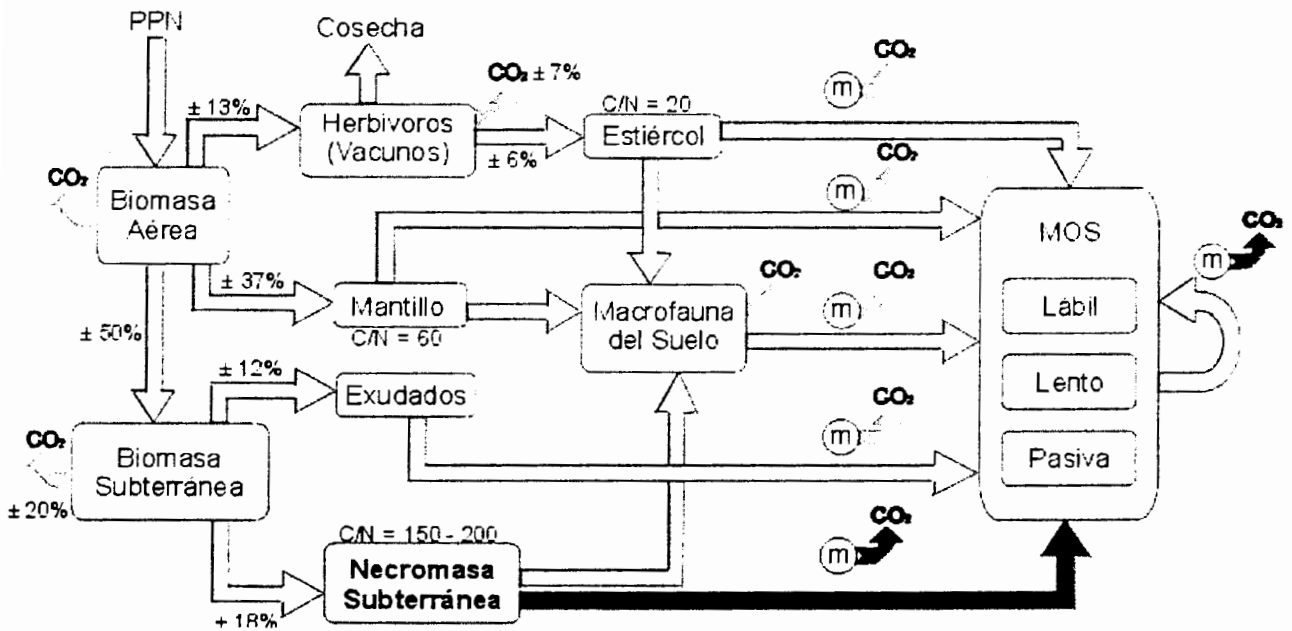 PPN
Cosecha
CO₂
CO₂ ± 7%
± 13%
C/N = 20
Herbivoros
(Vacunos)
Estiércol
± 6%
m
CO₂
CO₂
Biomasa
Aérea
m
MOS
CO₂
m
± 37%
Mantillo
C/N = 60
CO₂
CO₂
Macrofauna
del Suelo
m
Lábil
± 50%
± 12%
Exudados
Lento
CO₂
CO₂
m
Biomasa
Subterránea
Pasiva
± 20%
C/N = 150 - 200
CO₂
Necromasa
Subterránea
m
± 18%